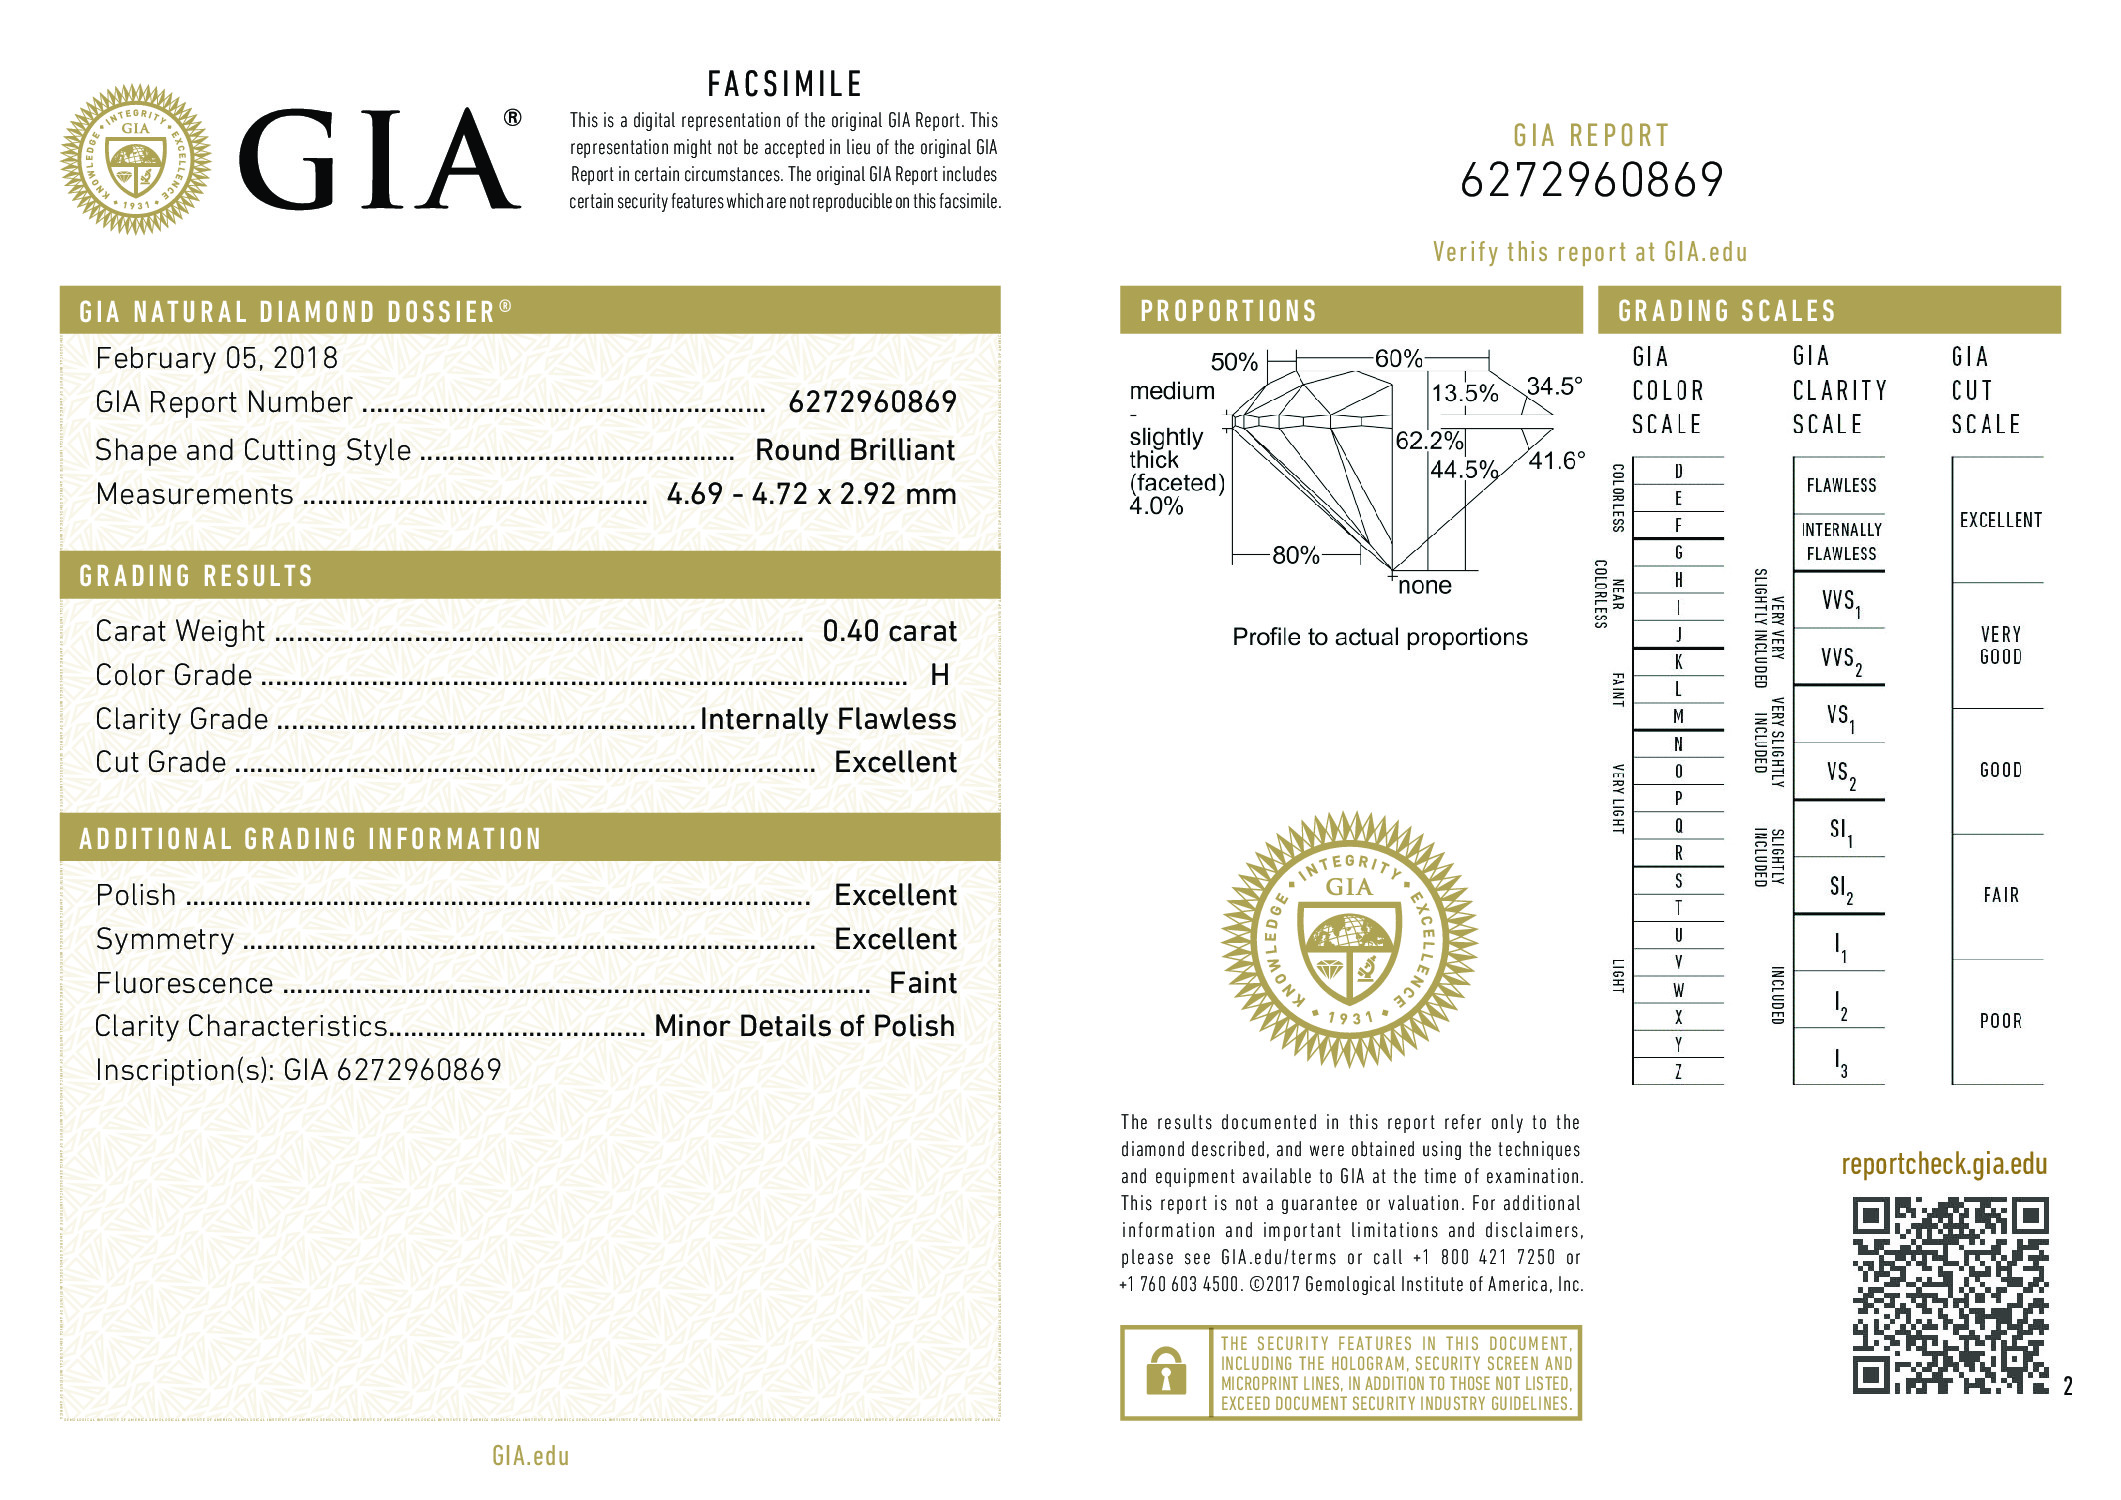 FACSIMILE
This is a digital representation of the original GIA Report. This
representation might not be accepted in lieu of the original GIA
Report in certain circumstances. The original GIA Report includes
certain security features which are not reproducible on this facsimile.
KNOWLEDGE • INTEGRITY • EXCELLENCE • 1931 •
GIA
GIA®
GIA NATURAL DIAMOND DOSSIER®
February 05, 2018
GIA Report Number ........ 6272960869
Shape and Cutting Style ........ Round Brilliant
Measurements ........ 4.69 - 4.72 x 2.92 mm
GRADING RESULTS
Carat Weight ........ 0.40 carat
Color Grade ........ H
Clarity Grade ........ Internally Flawless
Cut Grade ........ Excellent
ADDITIONAL GRADING INFORMATION
Polish ........ Excellent
Symmetry ........ Excellent
Fluorescence ........ Faint
Clarity Characteristics........ Minor Details of Polish
Inscription(s): GIA 6272960869
GIA.edu
GIA REPORT
6272960869
Verify this report at GIA.edu
PROPORTIONS
50%
60%
medium
-
slightly
thick
(faceted)
4.0%
13.5%
34.5°
62.2%
44.5%
41.6°
80%
none
Profile to actual proportions
KNOWLEDGE • INTEGRITY • EXCELLENCE • 1931 •
GIA
The results documented in this report refer only to the
diamond described, and were obtained using the techniques
and equipment available to GIA at the time of examination.
This report is not a guarantee or valuation. For additional
information and important limitations and disclaimers,
please see GIA.edu/terms or call +1 800 421 7250 or
+1 760 603 4500. ©2017 Gemological Institute of America, Inc.
THE SECURITY FEATURES IN THIS DOCUMENT,
INCLUDING THE HOLOGRAM, SECURITY SCREEN AND
MICROPRINT LINES, IN ADDITION TO THOSE NOT LISTED,
EXCEED DOCUMENT SECURITY INDUSTRY GUIDELINES.
GRADING SCALES
GIA
COLOR
SCALE
COLORLESS
D
E
F
NEAR
COLORLESS
G
H
I
J
FAINT
K
L
M
VERY LIGHT
N
O
P
Q
R
LIGHT
S
T
U
V
W
X
Y
Z
GIA
CLARITY
SCALE
FLAWLESS
INTERNALLY
FLAWLESS
VERY VERY
SLIGHTLY INCLUDED
VVS1
VVS2
VERY SLIGHTLY
INCLUDED
VS1
VS2
SLIGHTLY
INCLUDED
SI1
SI2
INCLUDED
I1
I2
I3
GIA
CUT
SCALE
EXCELLENT
VERY
GOOD
GOOD
FAIR
POOR
reportcheck.gia.edu
2